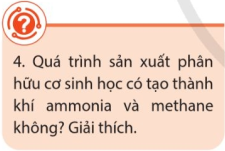 4. Quá trình sản xuất phân
hữu cơ sinh học có tạo thành
khí ammonia và methane
không? Giải thích.